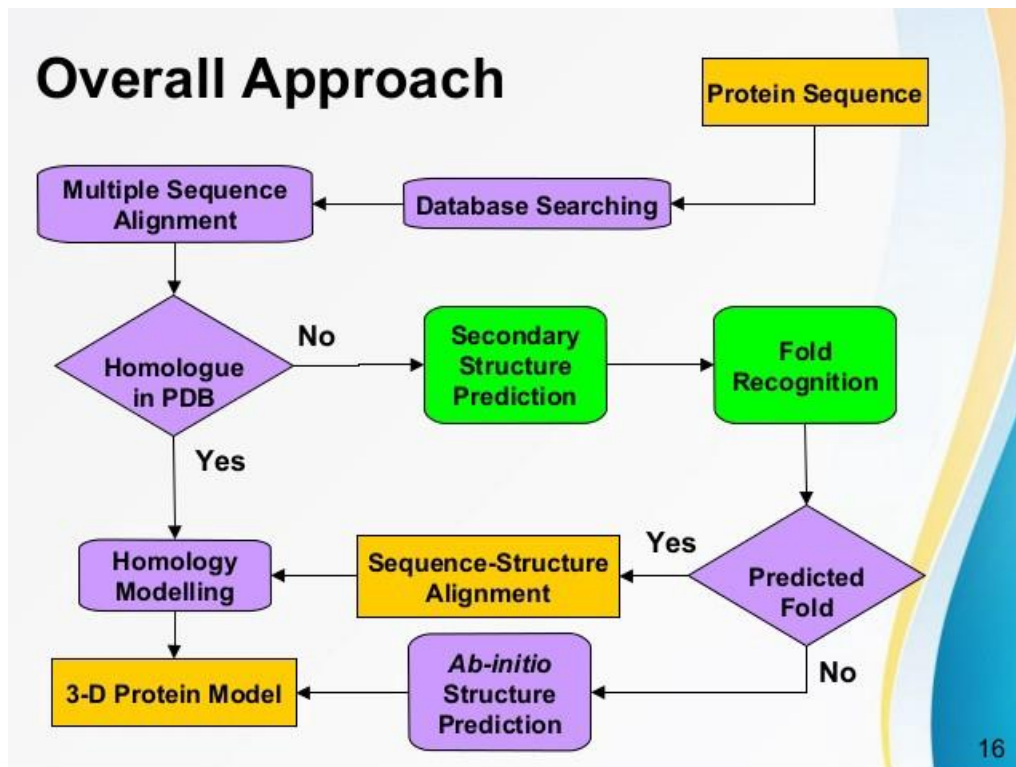 Overall Approach
Protein Sequence
Multiple Sequence
Alignment
Database Searching
Homologue
in PDB
No
Secondary
Structure
Prediction
Fold
Recognition
Yes
Homology
Modelling
Sequence-Structure
Alignment
Yes
Predicted
Fold
No
Ab-initio
Structure
Prediction
3-D Protein Model
16